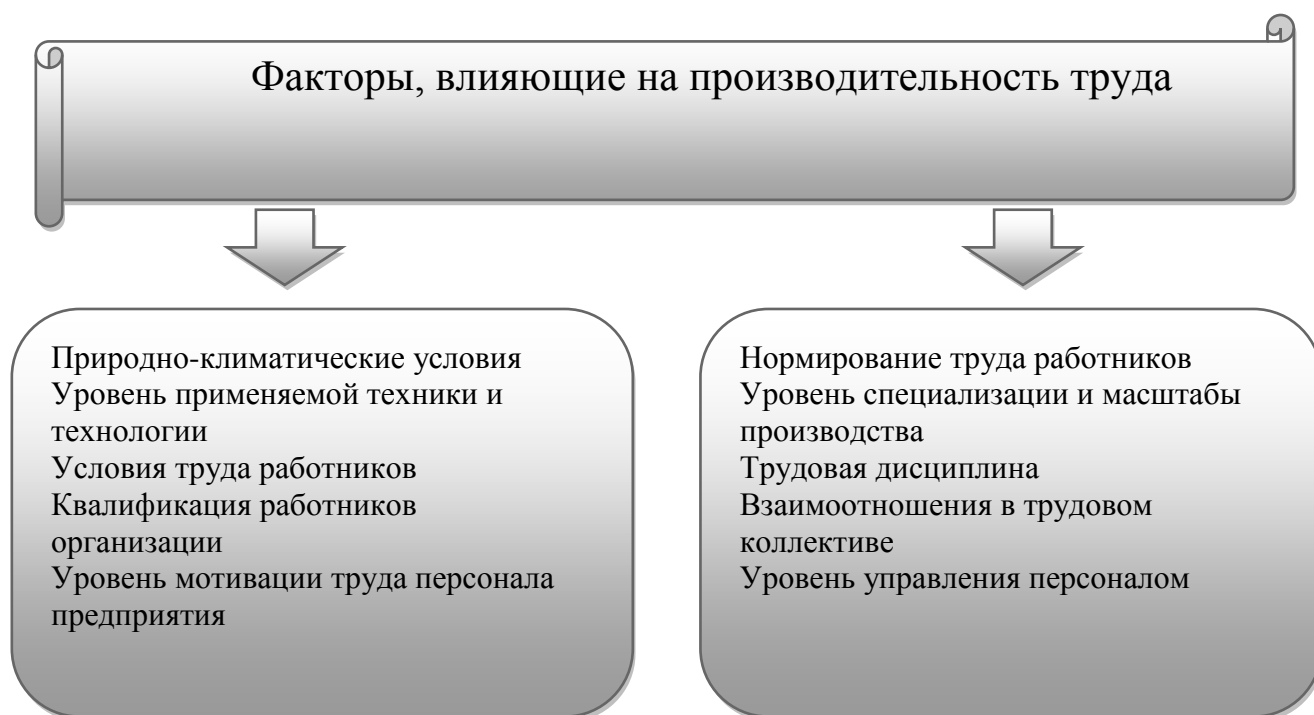 Факторы, влияющие на производительность труда
Природно-климатические условия
Уровень применяемой техники и
технологии
Условия труда работников
Квалификация работников
организации
Уровень мотивации труда персонала
предприятия
Нормирование труда работников
Уровень специализации и масштабы
производства
Трудовая дисциплина
Взаимоотношения в трудовом
коллективе
Уровень управления персоналом